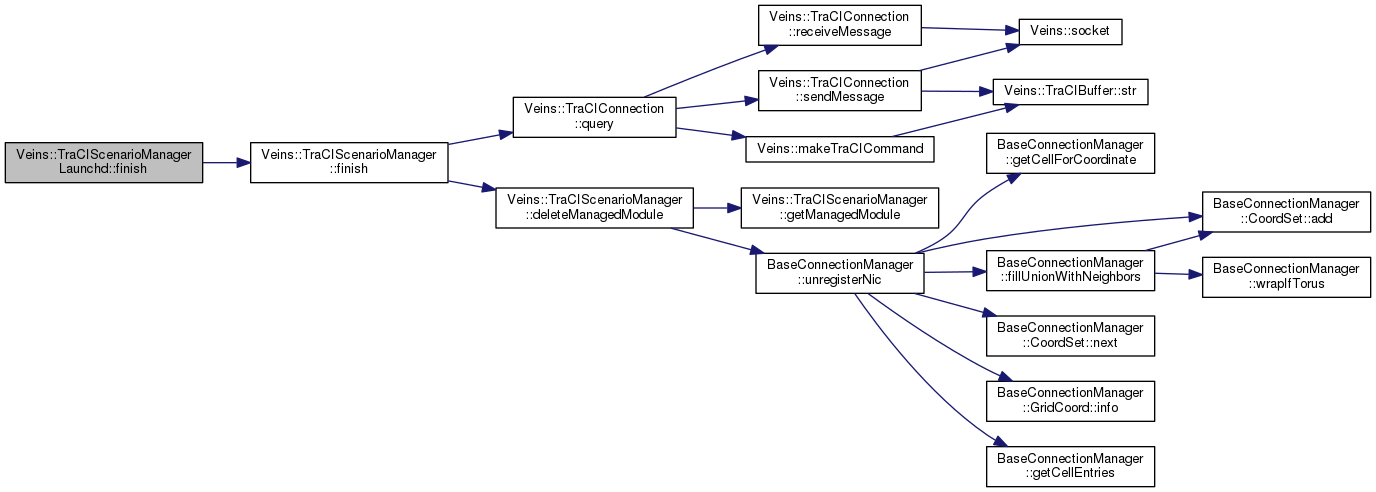 Veins::TraCIScenarioManager
Launchd::finish
Veins::TraCIScenarioManager
::finish
Veins::TraCIConnection
::query
Veins::TraCIConnection
::receiveMessage
Veins::TraCIConnection
::sendMessage
Veins::makeTraCICommand
Veins::socket
Veins::TraCIBuffer::str
Veins::TraCIScenarioManager
::deleteManagedModule
Veins::TraCIScenarioManager
::getManagedModule
BaseConnectionManager
::unregisterNic
BaseConnectionManager
::getCellForCoordinate
BaseConnectionManager
::CoordSet::add
BaseConnectionManager
::fillUnionWithNeighbors
BaseConnectionManager
::wrapIfTorus
BaseConnectionManager
::CoordSet::next
BaseConnectionManager
::GridCoord::info
BaseConnectionManager
::getCellEntries